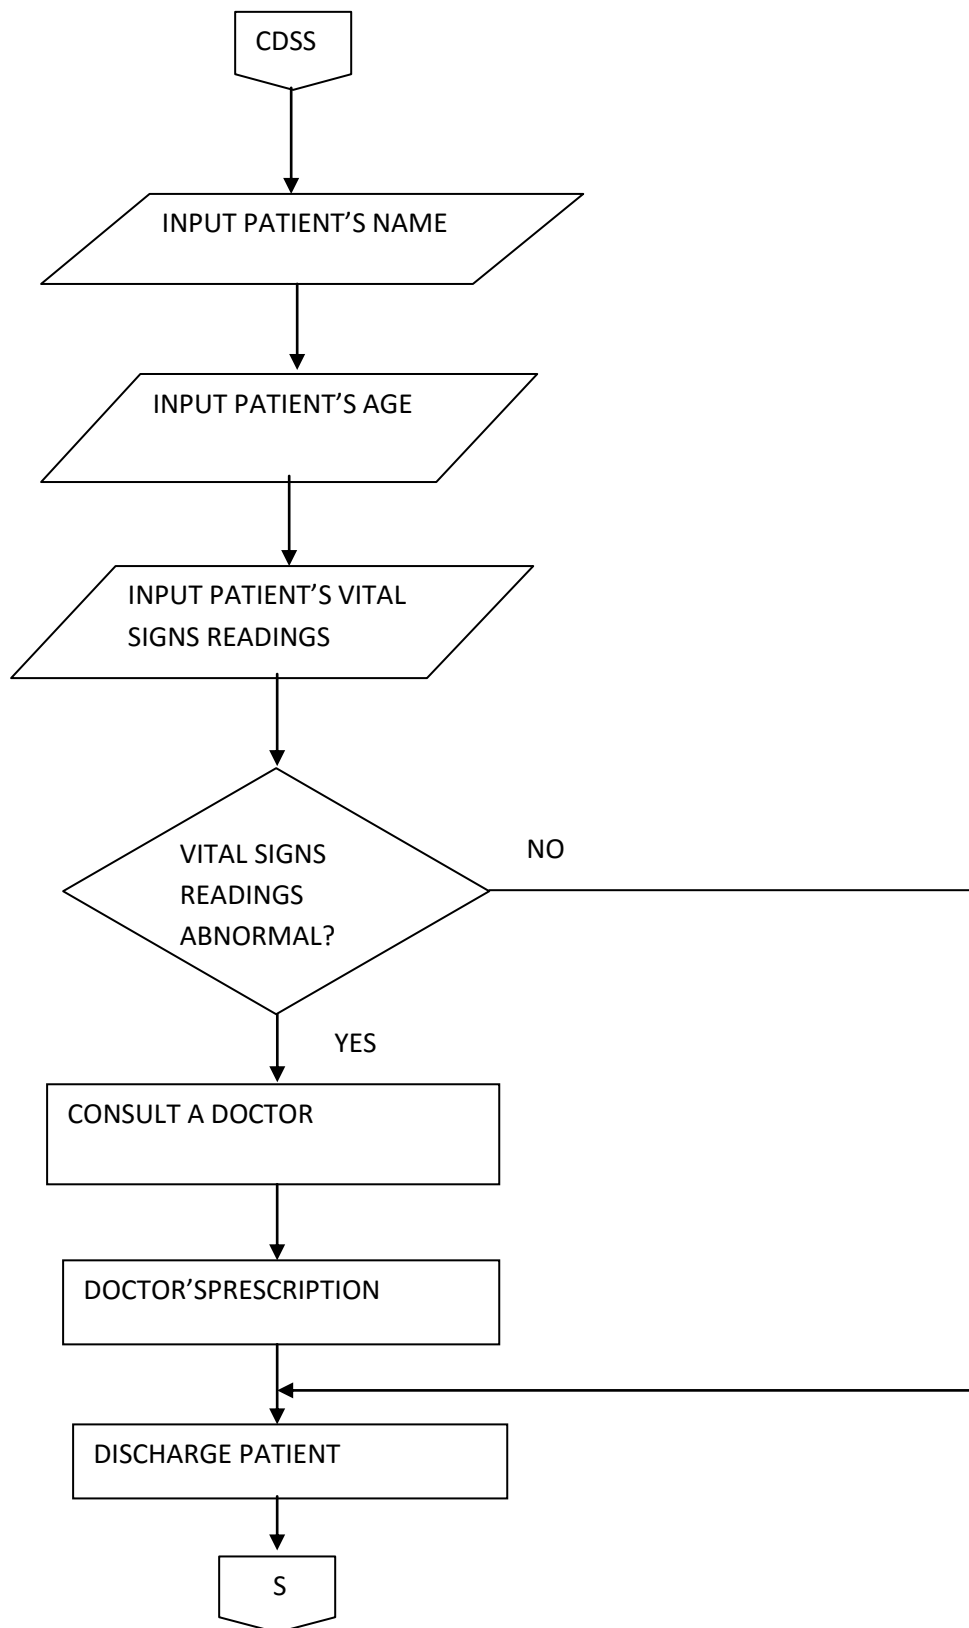 CDSS
INPUT PATIENT’S NAME
INPUT PATIENT’S AGE
INPUT PATIENT’S VITAL
SIGNS READINGS
VITAL SIGNS
READINGS
ABNORMAL?
NO
YES
CONSULT A DOCTOR
DOCTOR’SPRESCRIPTION
DISCHARGE PATIENT
S